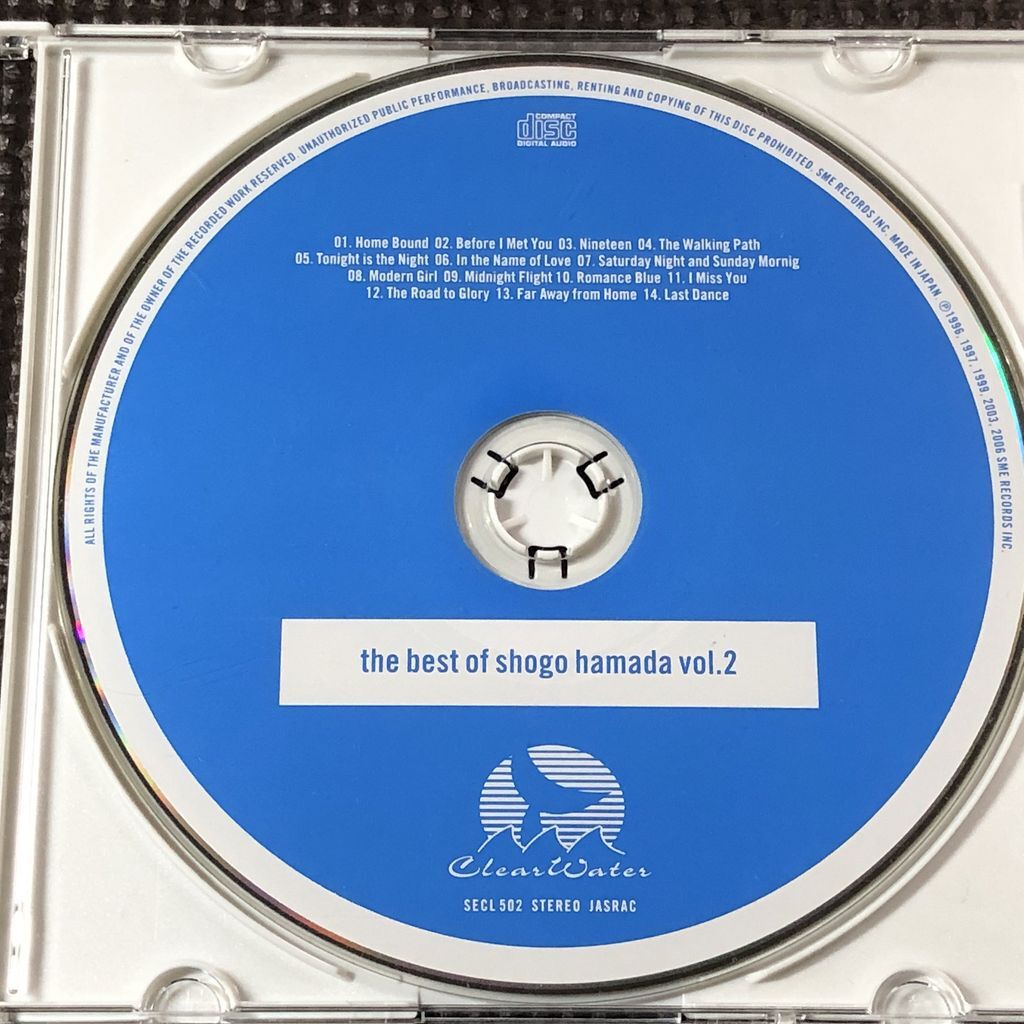 ALL RIGHTS OF THE MANUFACTURER AND OF THE OWNER OF THE RECORDED WORK RESERVED. UNAUTHORIZED PUBLIC PERFORMANCE, BROADCASTING, RENTING AND COPYING OF THIS DISC PROHIBITED. SME RECORDS INC. MADE IN JAPAN. Ⓟ1996, 1997, 1999, 2003, 2006 SME RECORDS INC.
COMPACT
disc
DIGITAL AUDIO
01. Home Bound 02. Before I Met You 03. Nineteen 04. The Walking Path
05. Tonight is the Night 06. In the Name of Love 07. Saturday Night and Sunday Mornig
08. Modern Girl 09. Midnight Flight 10. Romance Blue 11. I Miss You
12. The Road to Glory 13. Far Away from Home 14. Last Dance
the best of shogo hamada vol.2
ClearWater
SECL 502 STEREO JASRAC